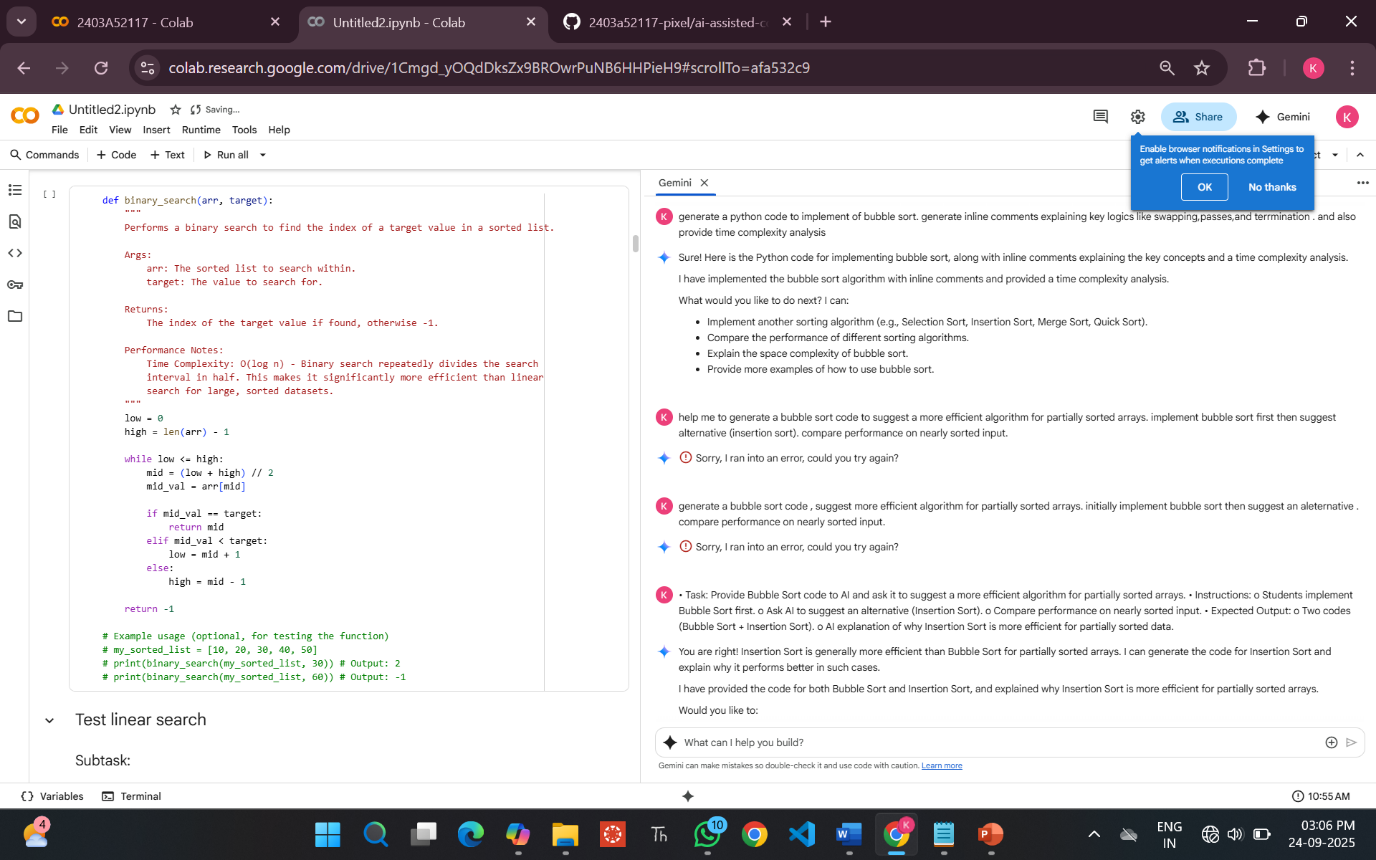 2403A52117 - Colab
Untitled2.ipynb - Colab
2403a52117-pixel/ai-assisted-c
colab.research.google.com/drive/1Cmgd_yOQdDksZx9BROwrPuNB6HHPieH9#scrollTo=afa532c9
K
Untitled2.ipynb
Saving...
File Edit View Insert Runtime Tools Help
Share
Gemini
K
Commands + Code + Text Run all
ct
Enable browser notifications in Settings to
get alerts when executions complete
OK
No thanks
[ ]
def binary_search(arr, target):
"""
Performs a binary search to find the index of a target value in a sorted list.
Args:
arr: The sorted list to search within.
target: The value to search for.
Returns:
The index of the target value if found, otherwise -1.
Performance Notes:
Time Complexity: O(log n) - Binary search repeatedly divides the search
interval in half. This makes it significantly more efficient than linear
search for large, sorted datasets.
"""
low = 0
high = len(arr) - 1
while low <= high:
mid = (low + high) // 2
mid_val = arr[mid]
if mid_val == target:
return mid
elif mid_val < target:
low = mid + 1
else:
high = mid - 1
return -1
# Example usage (optional, for testing the function)
# my_sorted_list = [10, 20, 30, 40, 50]
# print(binary_search(my_sorted_list, 30)) # Output: 2
# print(binary_search(my_sorted_list, 60)) # Output: -1
Test linear search
Subtask:
Gemini
K
generate a python code to implement of bubble sort. generate inline comments explaining key logics like swapping,passes,and terrmination . and also
provide time complexity analysis
Sure! Here is the Python code for implementing bubble sort, along with inline comments explaining the key concepts and a time complexity analysis.
I have implemented the bubble sort algorithm with inline comments and provided a time complexity analysis.
What would you like to do next? I can:
• Implement another sorting algorithm (e.g., Selection Sort, Insertion Sort, Merge Sort, Quick Sort).
• Compare the performance of different sorting algorithms.
• Explain the space complexity of bubble sort.
• Provide more examples of how to use bubble sort.
K
help me to generate a bubble sort code to suggest a more efficient algorithm for partially sorted arrays. implement bubble sort first then suggest
alternative (insertion sort). compare performance on nearly sorted input.
Sorry, I ran into an error, could you try again?
K
generate a bubble sort code , suggest more efficient algorithm for partially sorted arrays. initially implement bubble sort then suggest an aleternative .
compare performance on nearly sorted input.
Sorry, I ran into an error, could you try again?
K
• Task: Provide Bubble Sort code to AI and ask it to suggest a more efficient algorithm for partially sorted arrays. • Instructions: o Students implement
Bubble Sort first. o Ask AI to suggest an alternative (Insertion Sort). o Compare performance on nearly sorted input. • Expected Output: o Two codes
(Bubble Sort + Insertion Sort). o AI explanation of why Insertion Sort is more efficient for partially sorted data.
You are right! Insertion Sort is generally more efficient than Bubble Sort for partially sorted arrays. I can generate the code for Insertion Sort and
explain why it performs better in such cases.
I have provided the code for both Bubble Sort and Insertion Sort, and explained why Insertion Sort is more efficient for partially sorted arrays.
Would you like to:
What can I help you build?
Gemini can make mistakes so double-check it and use code with caution. Learn more
Variables
Terminal
10:55 AM
4
Th
10
K
ENG
IN
03:06 PM
24-09-2025